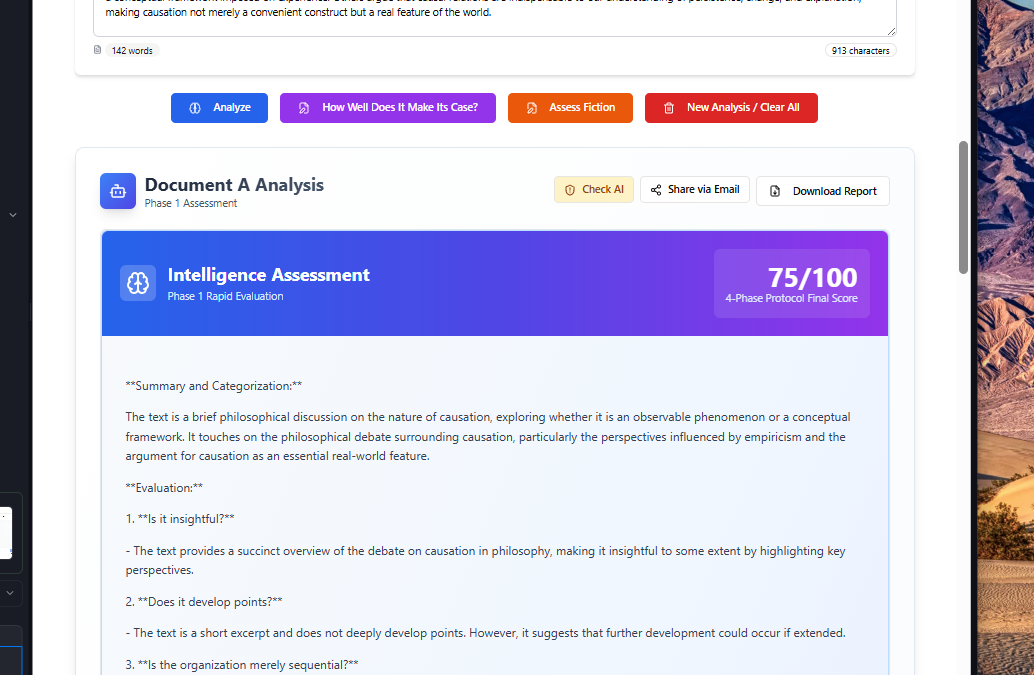 making causation not merely a convenient construct but a real feature of the world.
142 words
913 characters
Analyze
How Well Does It Make Its Case?
Assess Fiction
New Analysis / Clear All
Document A Analysis
Phase 1 Assessment
Check AI
Share via Email
Download Report
Intelligence Assessment
Phase 1 Rapid Evaluation
75/100
4-Phase Protocol Final Score
**Summary and Categorization:**
The text is a brief philosophical discussion on the nature of causation, exploring whether it is an observable phenomenon or a conceptual
framework. It touches on the philosophical debate surrounding causation, particularly the perspectives influenced by empiricism and the
argument for causation as an essential real-world feature.
**Evaluation:**
1. **Is it insightful?**
- The text provides a succinct overview of the debate on causation in philosophy, making it insightful to some extent by highlighting key
perspectives.
2. **Does it develop points?**
- The text is a short excerpt and does not deeply develop points. However, it suggests that further development could occur if extended.
3. **Is the organization merely sequential?**